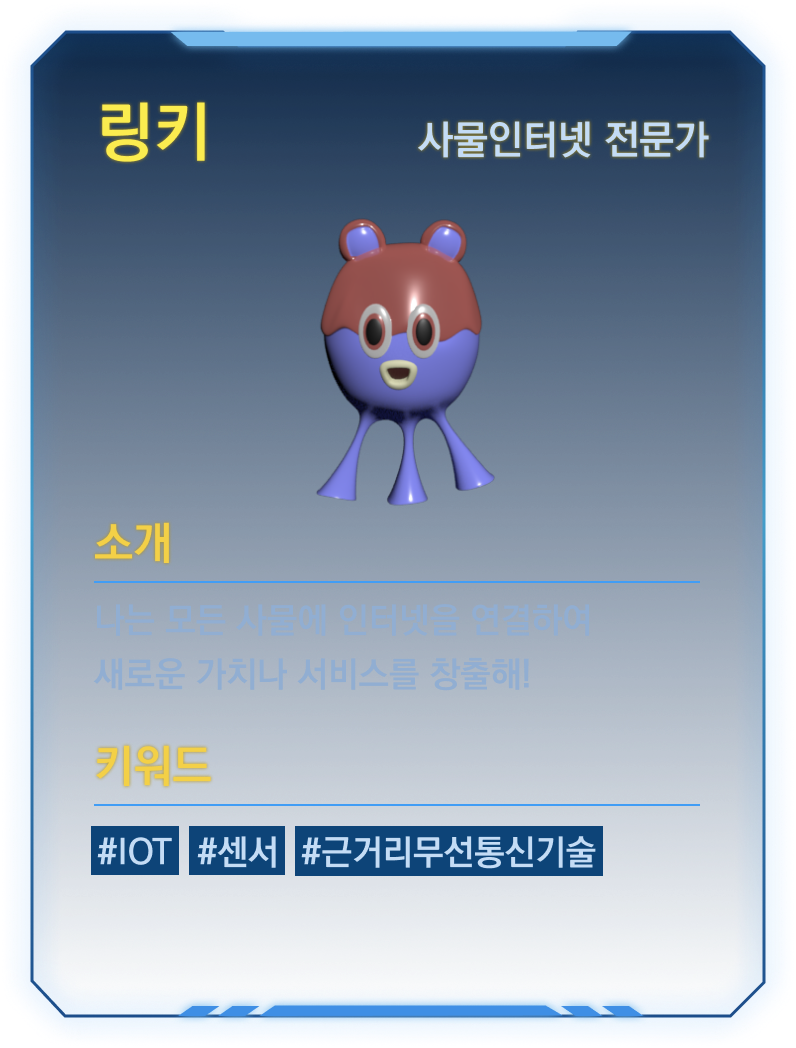 링키
사물인터넷 전문가
소개
나는 모든 사물에 인터넷을 연결하여
새로운 가치나 서비스를 창출해!
키워드
#IOT #센서 #근거리무선통신기술